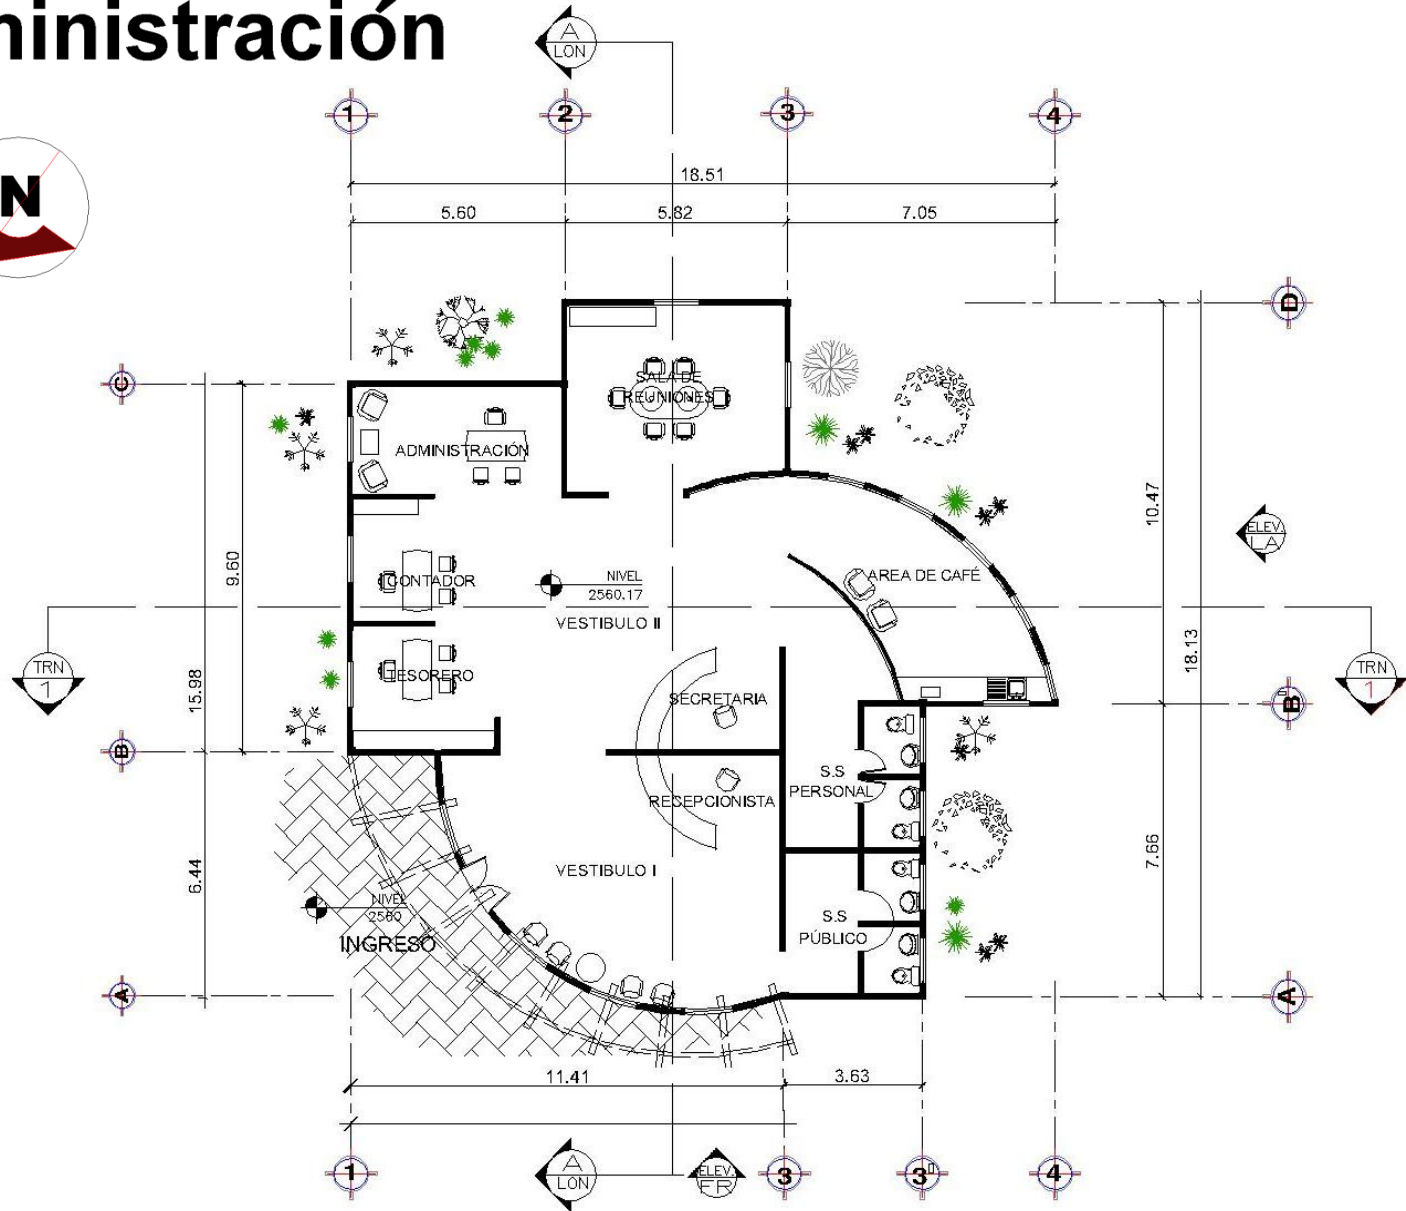 ministración
A
LON
1
2
3
4
N
18.51
5.60
5.82
7.05
D
C
SALA DE
REUNIONES
ADMINISTRACIÓN
10.47
ELEV.
LA
9.60
CONTADOR
NIVEL
2560.17
AREA DE CAFÉ
VESTIBULO II
TRN
1
TESORERO
15.98
18.13
SECRETARIA
TRN
1
B'
B
S.S
PERSONAL
RECEPCIONISTA
7.66
6.44
VESTIBULO I
NIVEL
2560
INGRESO
S.S
PÚBLICO
A
A
11.41
3.63
1
A
LON
ELEV.
FR
3
3'
4